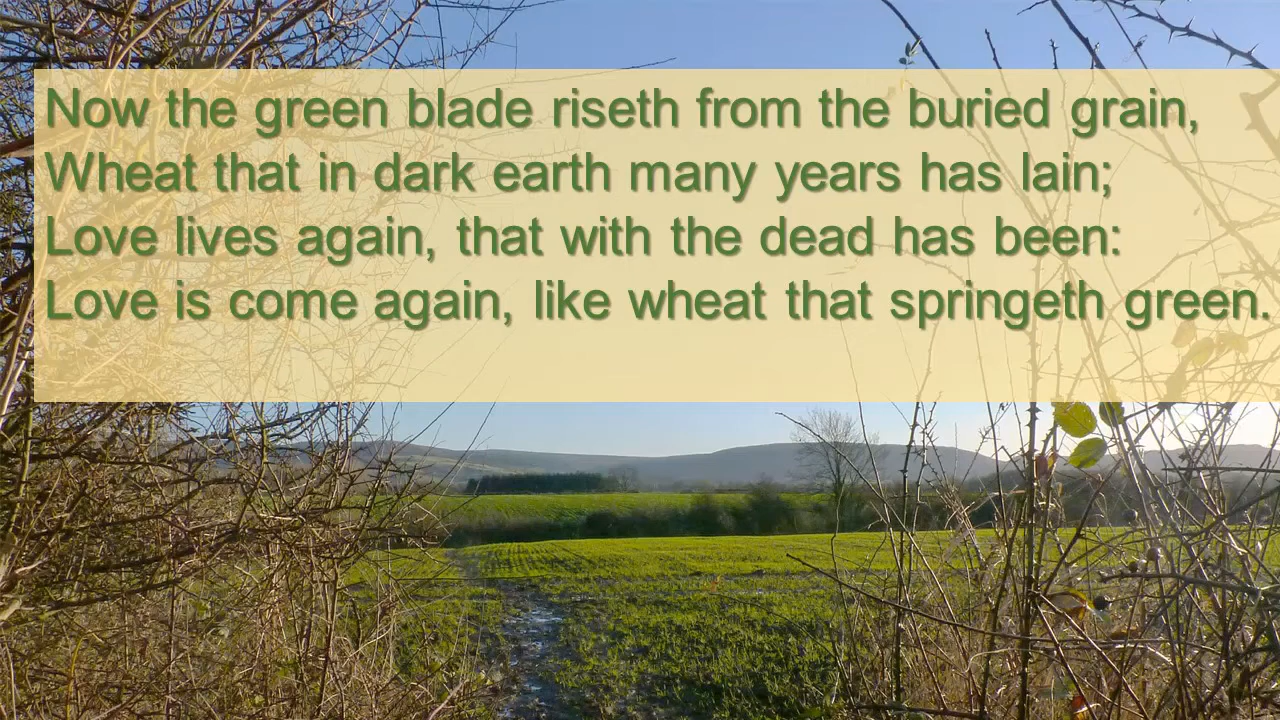 Now the green blade riseth from the buried grain,
Wheat that in dark earth many years has lain;
Love lives again, that with the dead has been:
Love is come again, like wheat that springeth green.